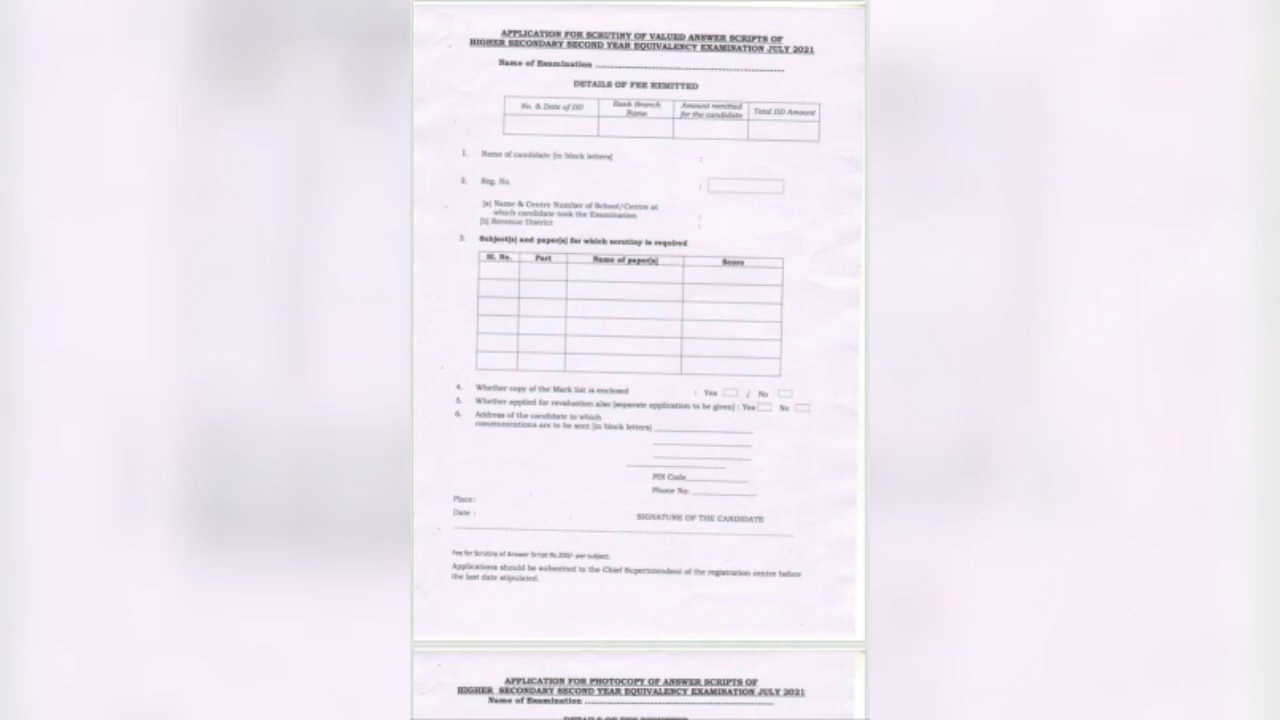 APPLICATION FOR SCRUTINY OF VALUED ANSWER SCRIPTS OF
HIGHER SECONDARY SECOND YEAR EQUIVALENCY EXAMINATION JULY 2021
Name of Examination
DETAILS OF FEE REMITTED
No. & Date of DD
Bank Branch
Name
Amount remitted
for the candidate
Total DD Amount
1. Name of candidate [in block letters] :
2. Reg. No. :
[a] Name & Centre Number of School/Centre at
which candidate took the Examination :
[b] Revenue District :
3. Subject[s] and paper[s] for which scrutiny is required
Sl. No. Part Name of paper[s] Score
4. Whether copy of the Mark list is enclosed : Yes / No
5. Whether applied for revaluation also [separate application to be given] : Yes No
6. Address of the candidate to which
communications are to be sent [in block letters]
PIN Code
Phone No:
Place:
Date :
SIGNATURE OF THE CANDIDATE
Fee for Scrutiny of Answer Script Rs.200/- per subject.
Applications should be submitted to the Chief Superintendent of the registration centre before
the last date stipulated.
APPLICATION FOR PHOTOCOPY OF ANSWER SCRIPTS OF
HIGHER SECONDARY SECOND YEAR EQUIVALENCY EXAMINATION JULY 2021
Name of Examination
DETAILS OF FEE REMITTED